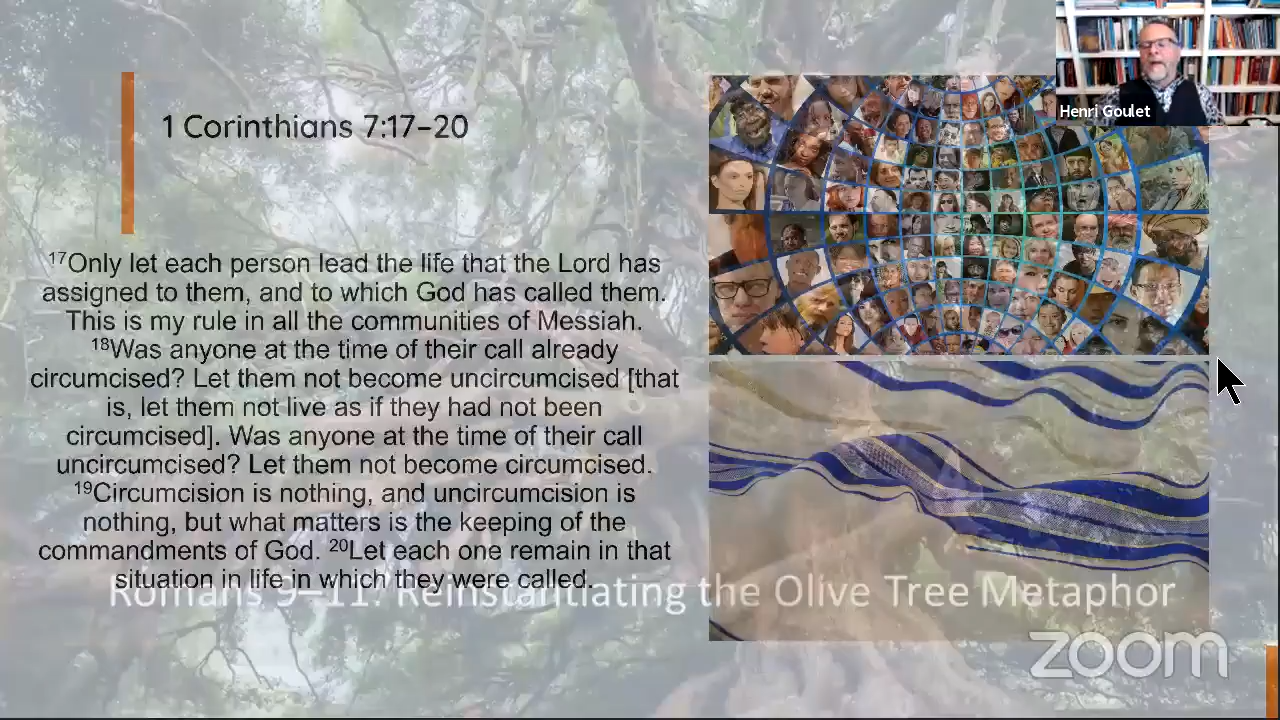 Henri Goulet
1 Corinthians 7:17–20
17Only let each person lead the life that the Lord has
assigned to them, and to which God has called them.
This is my rule in all the communities of Messiah.
18Was anyone at the time of their call already
circumcised? Let them not become uncircumcised [that
is, let them not live as if they had not been
circumcised]. Was anyone at the time of their call
uncircumcised? Let them not become circumcised.
19Circumcision is nothing, and uncircumcision is
nothing, but what matters is the keeping of the
commandments of God. 20Let each one remain in that
situation in life in which they were called.
Romans 9–11: Reinstantiating the Olive Tree Metaphor
zoom